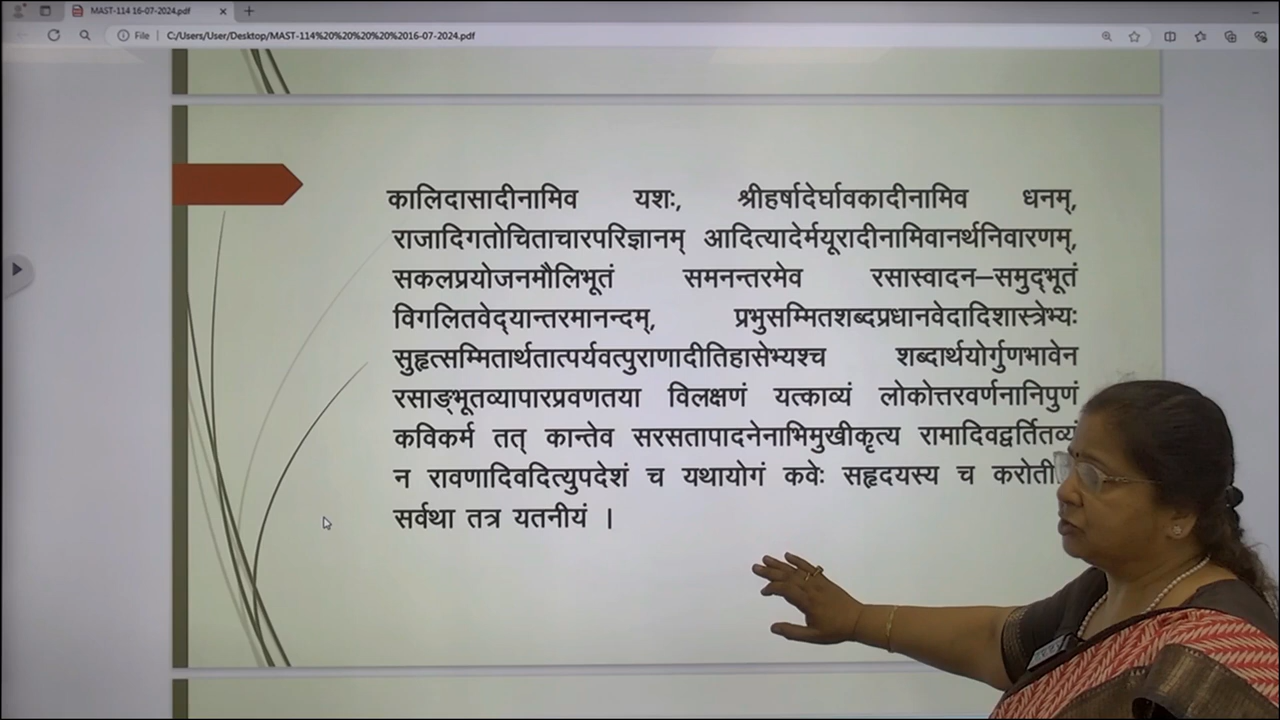 MAST-114 16-07-2024.pdf
File
C:/Users/User/Desktop/MAST-114%20%20%20%20%2016-07-2024.pdf
कालिदासादीनामिव यशः, श्रीहर्षादेर्घावकादीनामिव धनम्,
राजादिगतोचिताचारपरिज्ञानम् आदित्यादेर्मयूरादीनामिवानर्थनिवारणम्,
सकलप्रयोजनमौलिभूतं समनन्तरमेव रसास्वादन–समुद्भूतं
विगलितवेद्यान्तरमानन्दम्, प्रभुसम्मितशब्दप्रधानवेदादिशास्त्रेभ्यः
सुहृत्सम्मितार्थतात्पर्यवत्पुराणादीतिहासेभ्यश्च शब्दार्थयोर्गुणभावेन
रसाङ्भूतव्यापारप्रवणतया विलक्षणं यत्काव्यं लोकोत्तरवर्णनानिपुणं
कविकर्म तत् कान्तेव सरसतापादनेनाभिमुखीकृत्य रामादिवद्वर्तितव्यं
न रावणादिवदित्युपदेशं च यथायोगं कवेः सहृदयस्य च
सर्वथा तत्र यतनीयं ।